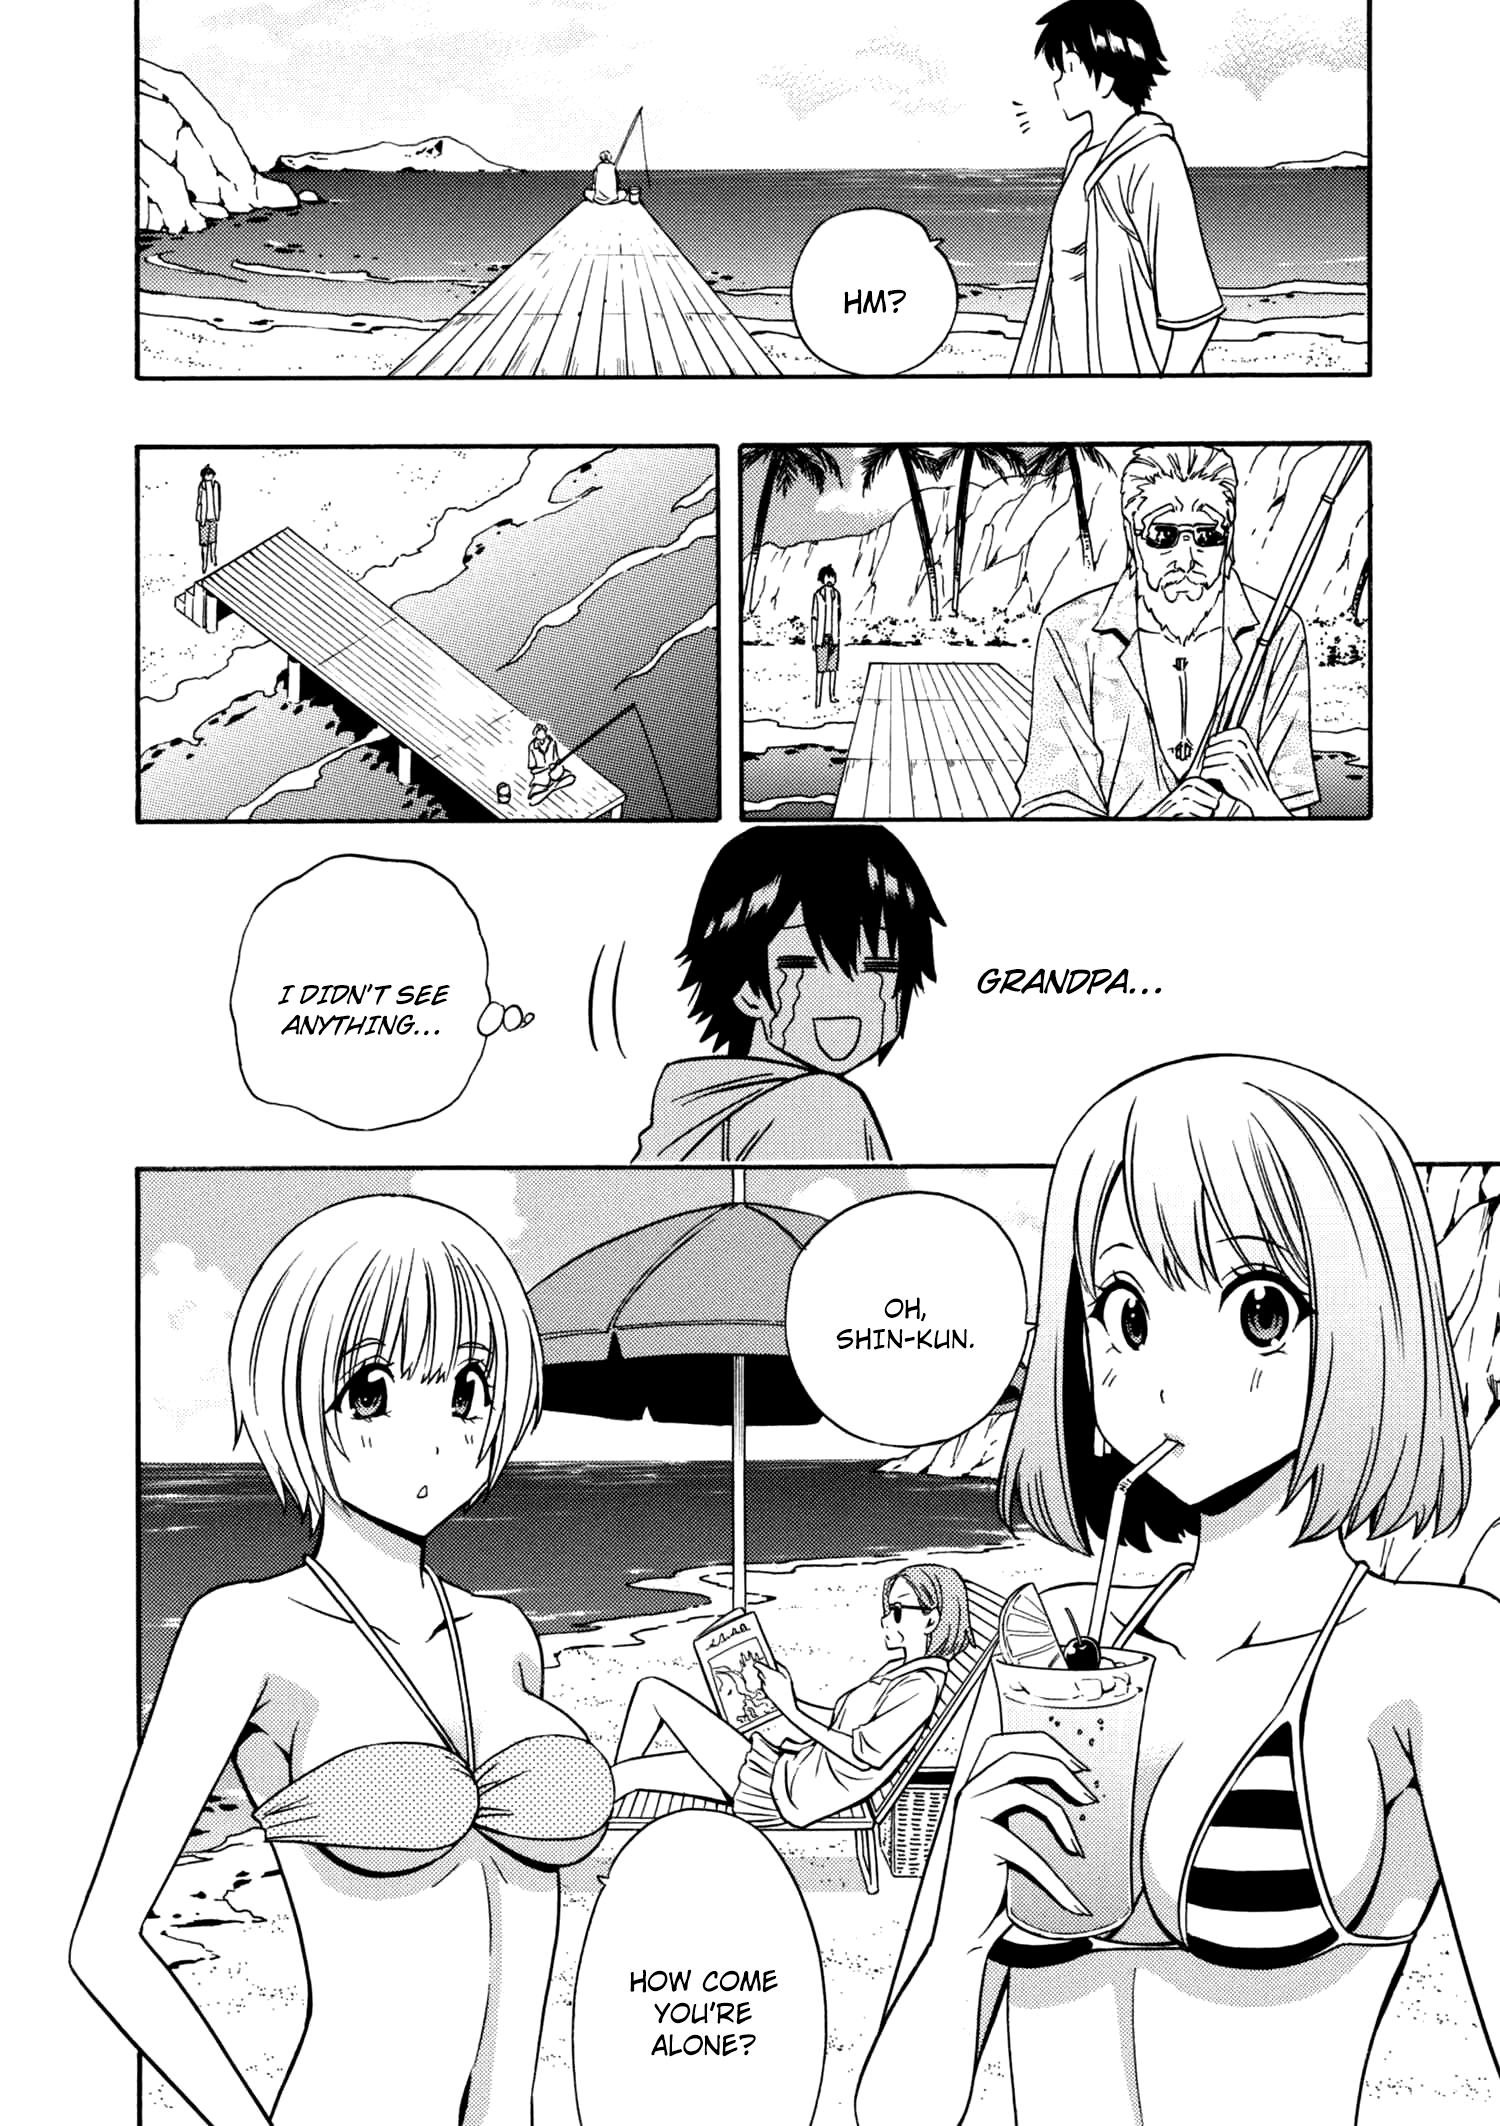 HM?
GRANDPA...
I DIDN'T SEE
ANYTHING...
OH,
SHIN-KUN.
HOW COME
YOU'RE
ALONE?